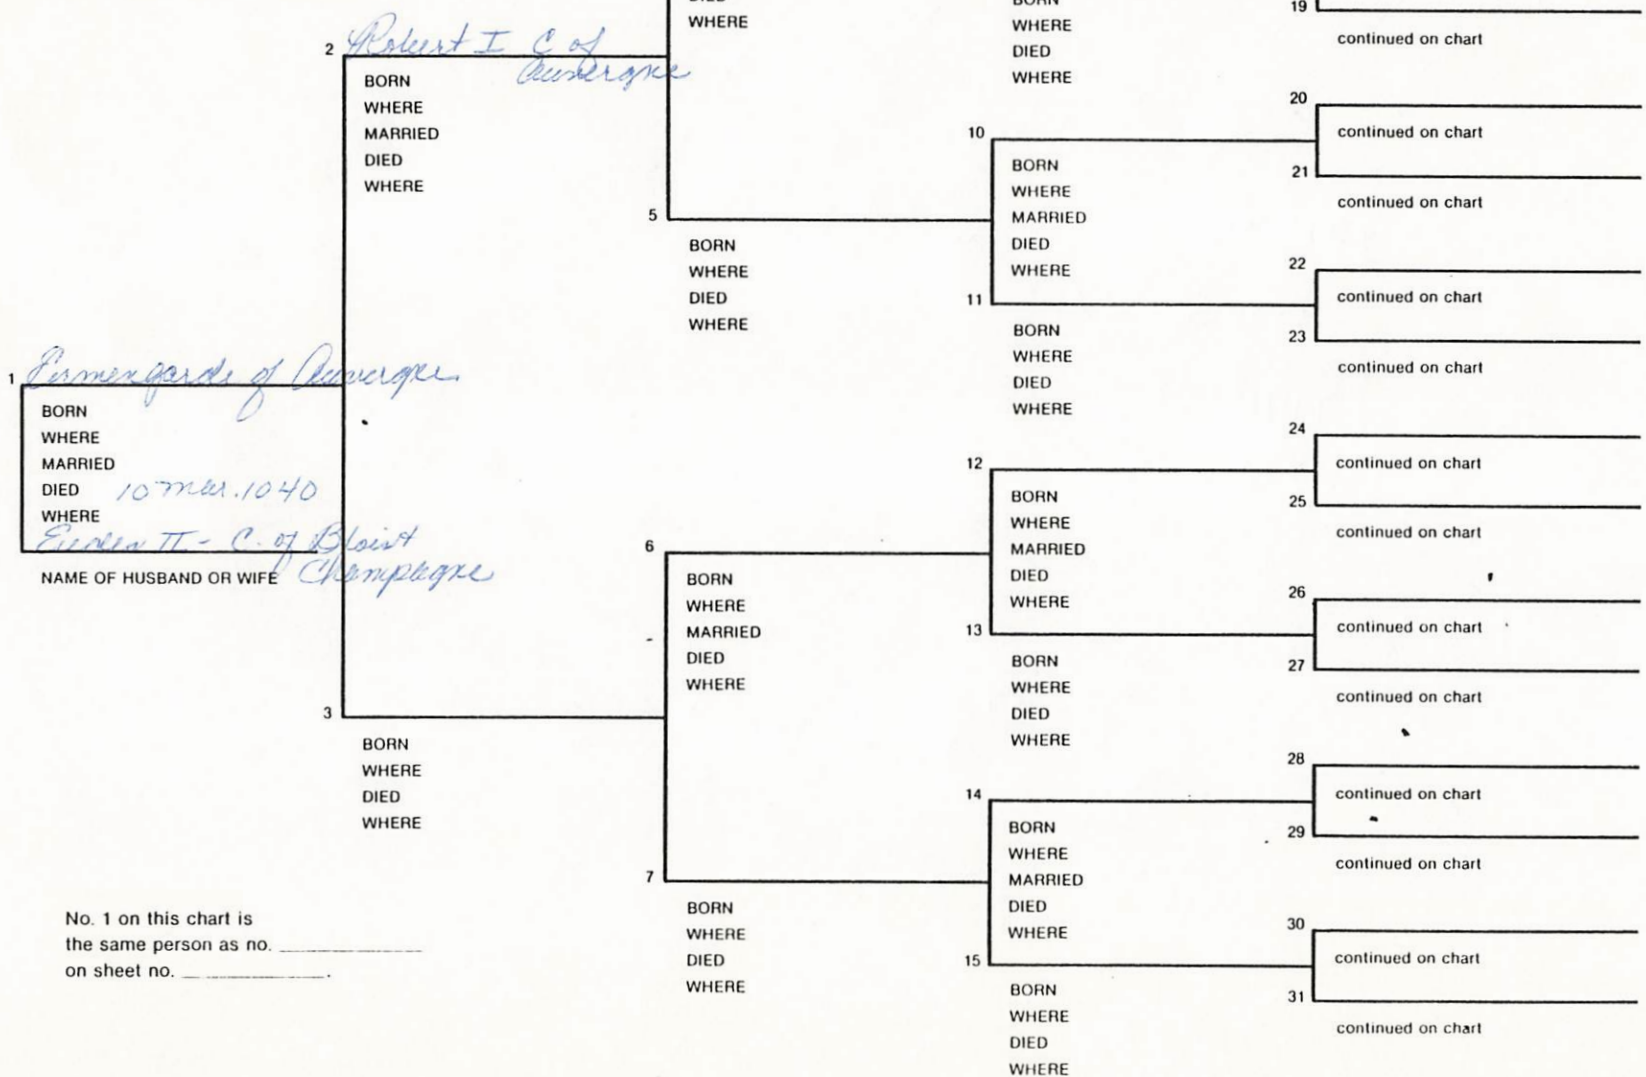 2 Robert I C of
Auvergne
BORN
WHERE
MARRIED
DIED
WHERE
1 Ermengarde of Auvergne
BORN
WHERE
MARRIED
DIED 10 Mar. 1040
WHERE
II - C. of Blois +
Champagne
NAME OF HUSBAND OR WIFE
3
BORN
WHERE
DIED
WHERE
No. 1 on this chart is
the same person as no.
on sheet no. .
WHERE
5
BORN
WHERE
DIED
WHERE
6
BORN
WHERE
MARRIED
DIED
WHERE
7
BORN
WHERE
DIED
WHERE
BORN
WHERE
DIED
WHERE
10
BORN
WHERE
MARRIED
DIED
WHERE
11
BORN
WHERE
DIED
WHERE
12
BORN
WHERE
MARRIED
DIED
WHERE
13
BORN
WHERE
DIED
WHERE
14
BORN
WHERE
MARRIED
DIED
WHERE
15
BORN
WHERE
DIED
WHERE
19
continued on chart
20
continued on chart
21
continued on chart
22
continued on chart
23
continued on chart
24
continued on chart
25
continued on chart
26
continued on chart
27
continued on chart
28
continued on chart
29
continued on chart
30
continued on chart
31
continued on chart